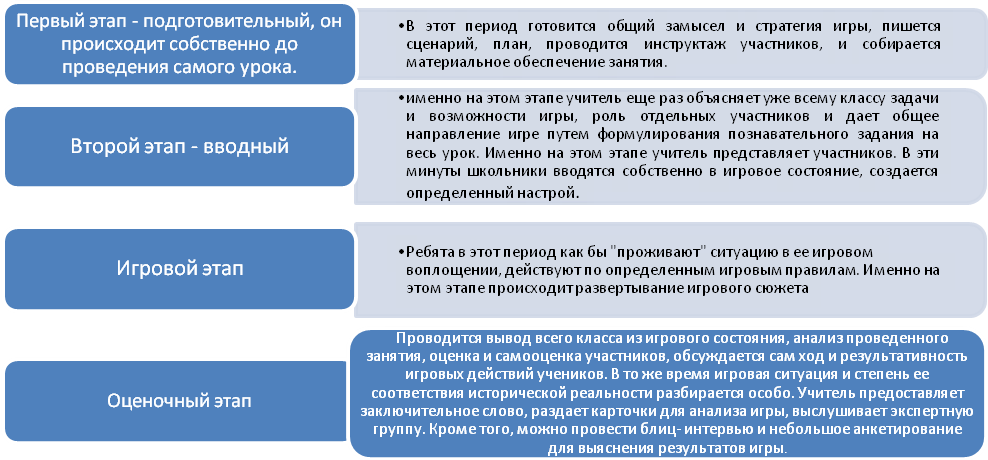 Первый этап - подготовительный, он
происходит собственно до
проведения самого урока.
•В этот период готовится общий замысел и стратегия игры, пишется
сценарий, план, проводится инструктаж участников, и собирается
материальное обеспечение занятия.
Второй этап - вводный
•именно на этом этапе учитель еще раз объясняет уже всему классу задачи
и возможности игры, роль отдельных участников и дает общее
направление игре путем формулирования познавательного задания на
весь урок. Именно на этом этапе учитель представляет участников. В эти
минуты школьники вводятся собственно в игровое состояние, создается
определенный настрой.
Игровой этап
•Ребята в этот период как бы "проживают" ситуацию в ее игровом
воплощении, действуют по определенным игровым правилам. Именно на
этом этапе происходит развертывание игрового сюжета
Оценочный этап
Проводится вывод всего класса из игрового состояния, анализ проведенного
занятия, оценка и самооценка участников, обсуждается сам ход и результативность
игровых действий учеников. В то же время игровая ситуация и степень ее
соответствия исторической реальности разбирается особо. Учитель предоставляет
заключительное слово, раздает карточки для анализа игры, выслушивает экспертную
группу. Кроме того, можно провести блиц- интервью и небольшое анкетирование
для выяснения результатов игры.